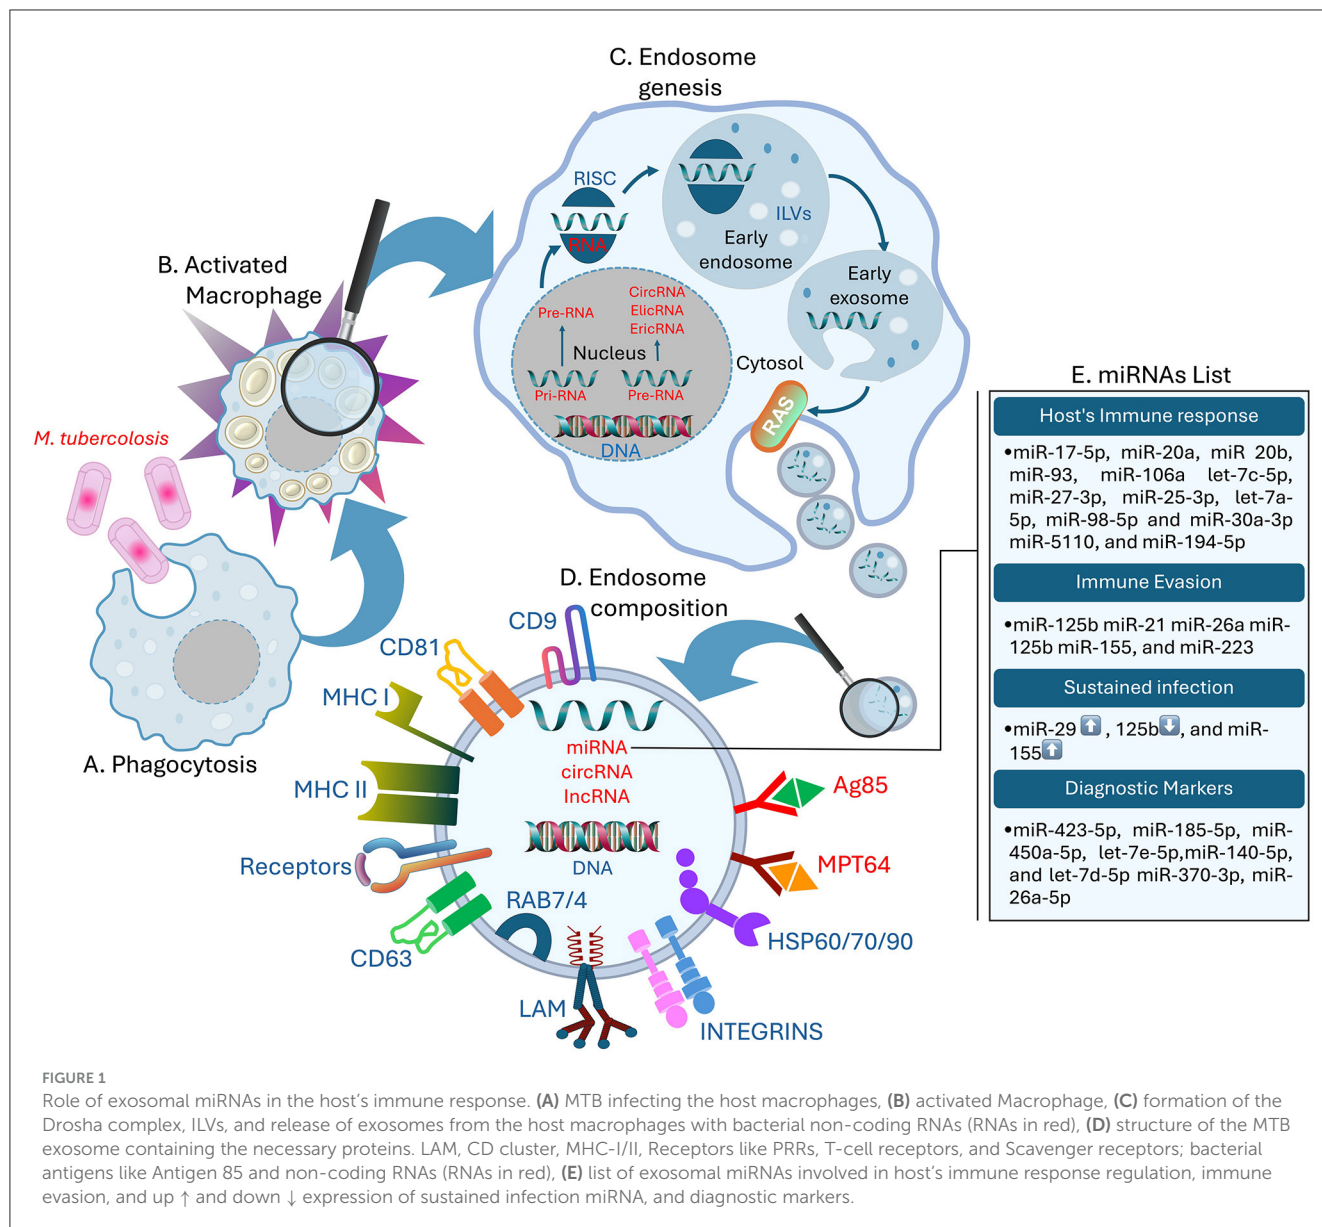 C. Endosome
genesis
RISC
RNA
ILVs
Early
endosome
Early
exosome
B. Activated
Macrophage
Pre-RNA
CircRNA
ElicRNA
EricRNA
Nucleus
Pri-RNA
Pre-RNA
DNA
Cytosol
RAS
M. tubercolosis
A. Phagocytosis
D. Endosome
composition
CD9
CD81
MHC I
MHC II
Receptors
CD63
RAB7/4
LAM
INTEGRINS
HSP60/70/90
MPT64
Ag85
miRNA
circRNA
lncRNA
DNA
E. miRNAs List
Host's Immune response
•miR-17-5p, miR-20a, miR 20b,
miR-93, miR-106a let-7c-5p,
miR-27-3p, miR-25-3p, let-7a-
5p, miR-98-5p and miR-30a-3p
miR-5110, and miR-194-5p
Immune Evasion
•miR-125b miR-21 miR-26a miR-
125b miR-155, and miR-223
Sustained infection
•miR-29 ⬆ , 125b⬇, and miR-
155⬆
Diagnostic Markers
•miR-423-5p, miR-185-5p, miR-
450a-5p, let-7e-5p,miR-140-5p,
and let-7d-5p miR-370-3p, miR-
26a-5p
FIGURE 1
Role of exosomal miRNAs in the host’s immune response. (A) MTB infecting the host macrophages, (B) activated Macrophage, (C) formation of the
Drosha complex, ILVs, and release of exosomes from the host macrophages with bacterial non-coding RNAs (RNAs in red), (D) structure of the MTB
exosome containing the necessary proteins. LAM, CD cluster, MHC-I/II, Receptors like PRRs, T-cell receptors, and Scavenger receptors; bacterial
antigens like Antigen 85 and non-coding RNAs (RNAs in red), (E) list of exosomal miRNAs involved in host’s immune response regulation, immune
evasion, and up ↑ and down ↓ expression of sustained infection miRNA, and diagnostic markers.